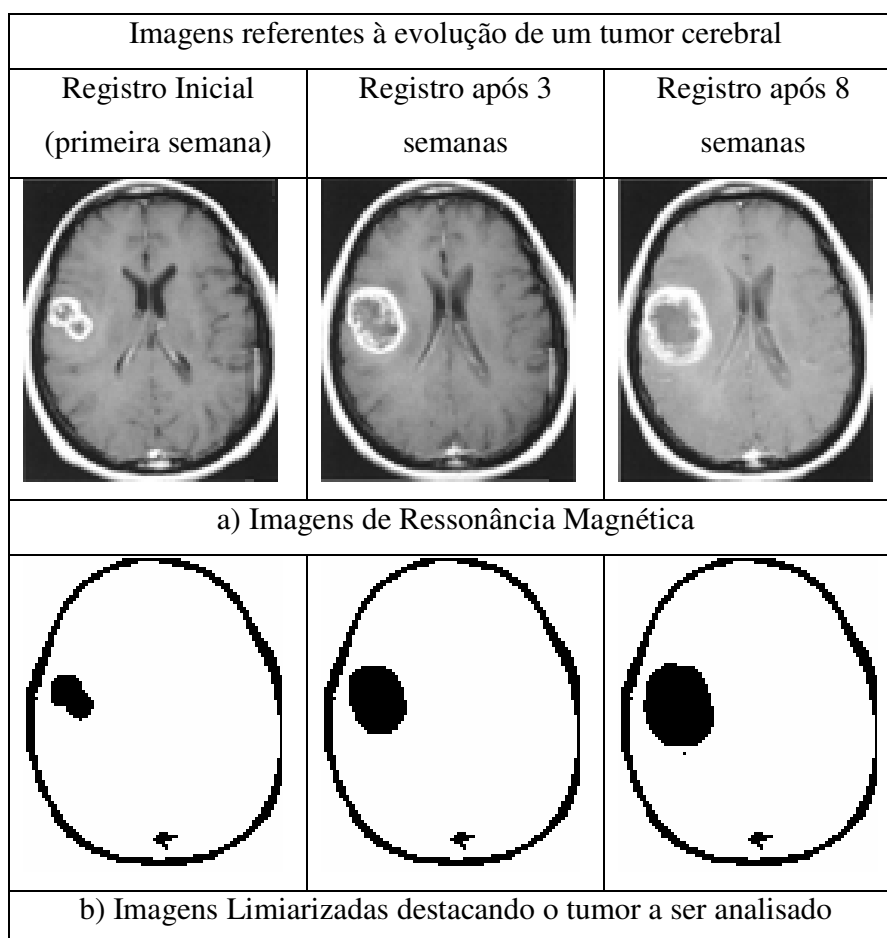 Imagens referentes à evolução de um tumor cerebral
Registro Inicial
(primeira semana)
Registro após 3
semanas
Registro após 8
semanas
a) Imagens de Ressonância Magnética
b) Imagens Limiarizadas destacando o tumor a ser analisado